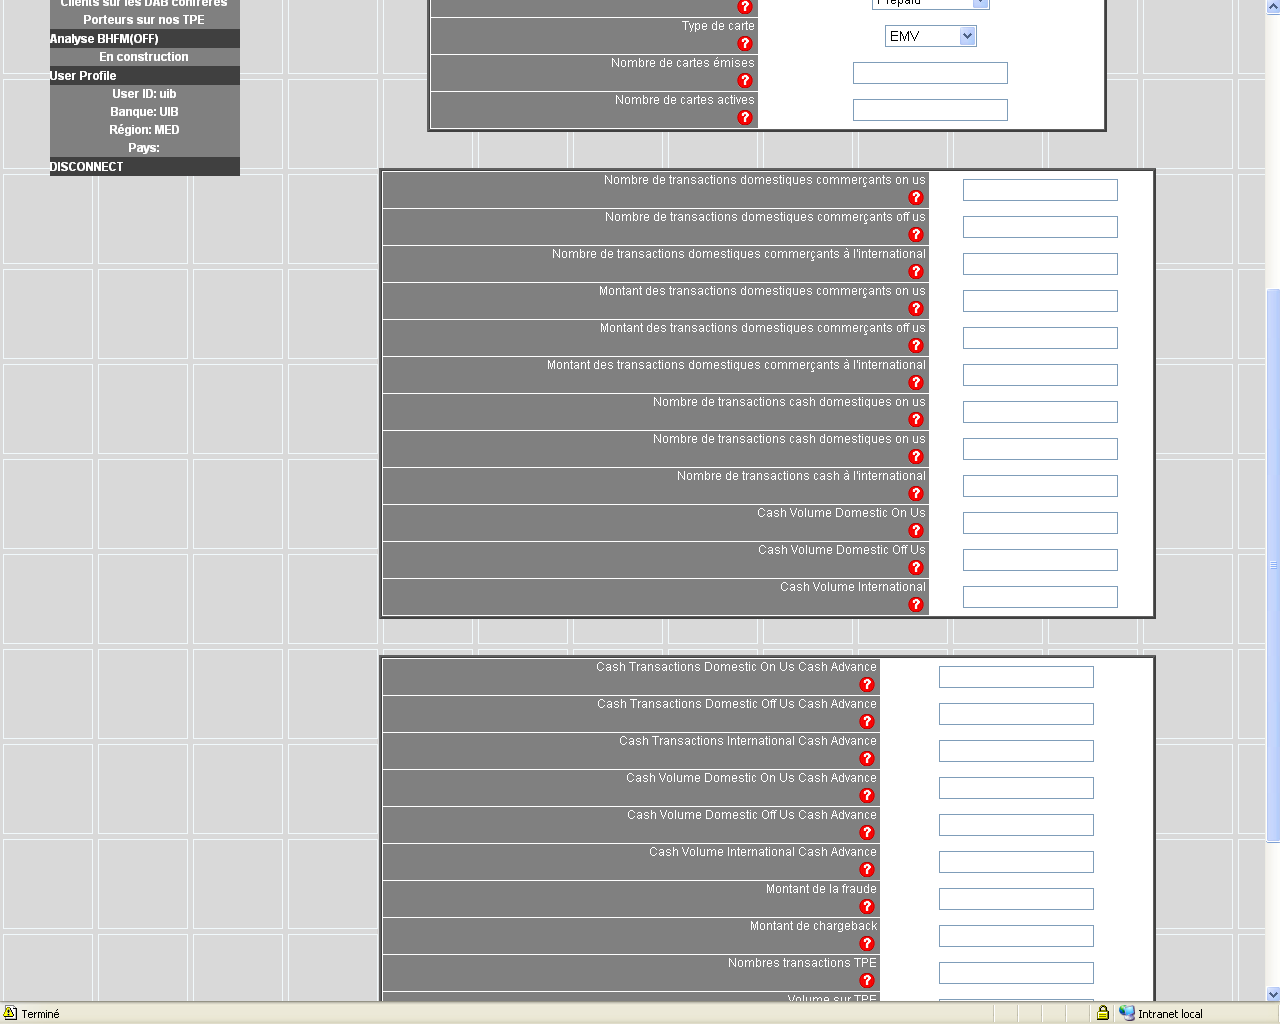 Clients sur les DAB confrères
Porteurs sur nos TPE
Analyse BHFM(OFF)
En construction
User Profile
User ID: uib
Banque: UIB
Région: MED
Pays:
DISCONNECT
Prepaid
Type de carte
EMV
Nombre de cartes émises
Nombre de cartes actives
Nombre de transactions domestiques commerçants on us
Nombre de transactions domestiques commerçants off us
Nombre de transactions domestiques commerçants à l'international
Montant des transactions domestiques commerçants on us
Montant des transactions domestiques commerçants off us
Montant des transactions domestiques commerçants à l'international
Nombre de transactions cash domestiques on us
Nombre de transactions cash domestiques on us
Nombre de transactions cash à l'international
Cash Volume Domestic On Us
Cash Volume Domestic Off Us
Cash Volume International
Cash Transactions Domestic On Us Cash Advance
Cash Transactions Domestic Off Us Cash Advance
Cash Transactions International Cash Advance
Cash Volume Domestic On Us Cash Advance
Cash Volume Domestic Off Us Cash Advance
Cash Volume International Cash Advance
Montant de la fraude
Montant de chargeback
Nombres transactions TPE
Volume sur TPE
Terminé
Intranet local